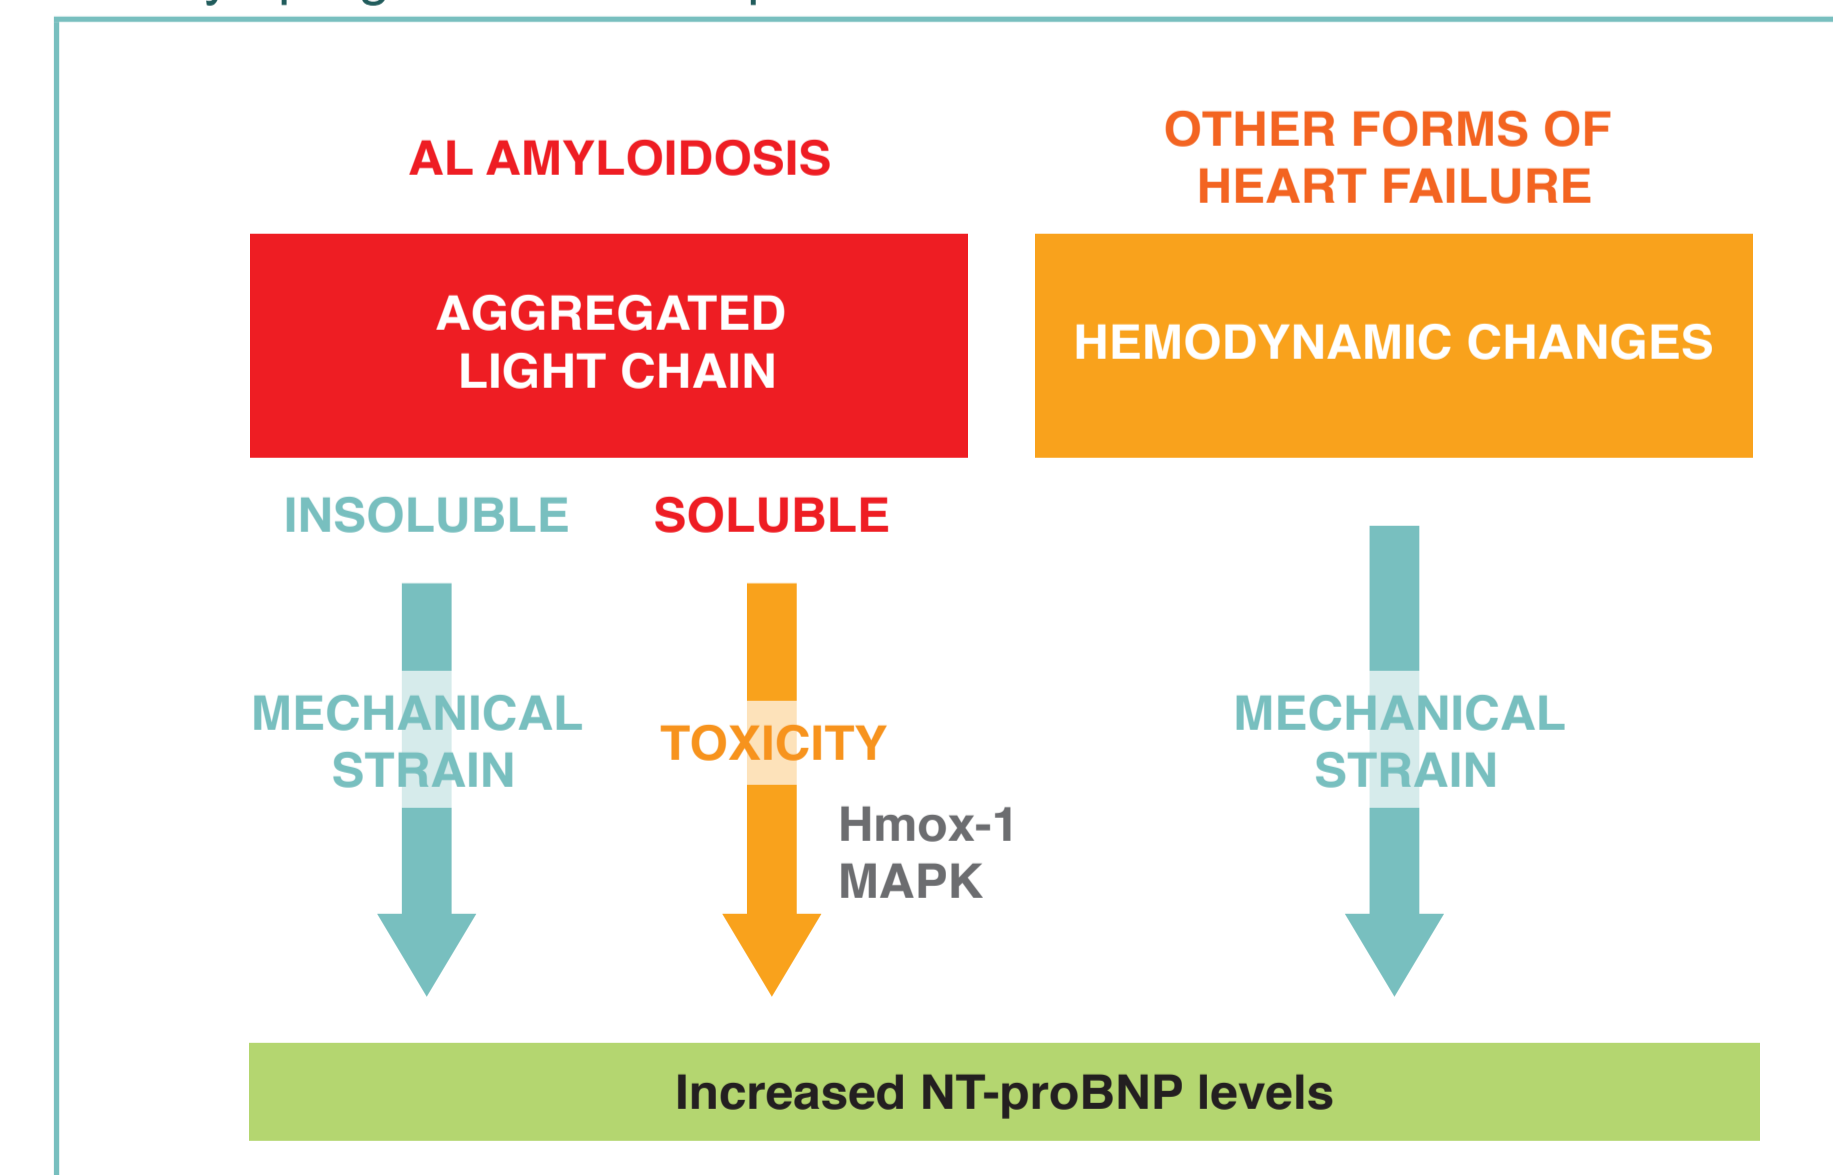 AL AMYLOIDOSIS
OTHER FORMS OF
HEART FAILURE
AGGREGATED
LIGHT CHAIN
HEMODYNAMIC CHANGES
INSOLUBLE
SOLUBLE
MECHANICAL
STRAIN
TOXICITY
Hmox-1
MAPK
MECHANICAL
STRAIN
Increased NT-proBNP levels